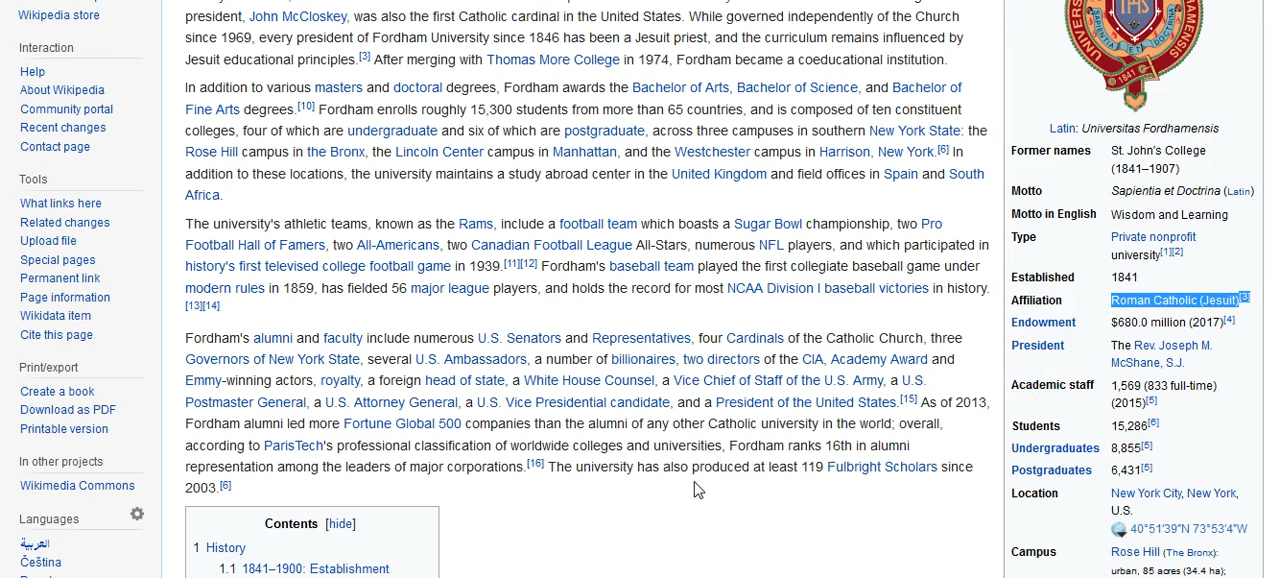 Wikipedia store
Interaction
Help
About Wikipedia
Community portal
Recent changes
Contact page
Tools
What links here
Related changes
Upload file
Special pages
Permanent link
Page information
Wikidata item
Cite this page
Print/export
Create a book
Download as PDF
Printable version
In other projects
Wikimedia Commons
Languages
العربية
Čeština
president, John McCloskey, was also the first Catholic cardinal in the United States. While governed independently of the Church
since 1969, every president of Fordham University since 1846 has been a Jesuit priest, and the curriculum remains influenced by
Jesuit educational principles.[3] After merging with Thomas More College in 1974, Fordham became a coeducational institution.
In addition to various masters and doctoral degrees, Fordham awards the Bachelor of Arts, Bachelor of Science, and Bachelor of
Fine Arts degrees.[10] Fordham enrolls roughly 15,300 students from more than 65 countries, and is composed of ten constituent
colleges, four of which are undergraduate and six of which are postgraduate, across three campuses in southern New York State: the
Rose Hill campus in the Bronx, the Lincoln Center campus in Manhattan, and the Westchester campus in Harrison, New York.[6] In
addition to these locations, the university maintains a study abroad center in the United Kingdom and field offices in Spain and South
Africa.
The university's athletic teams, known as the Rams, include a football team which boasts a Sugar Bowl championship, two Pro
Football Hall of Famers, two All-Americans, two Canadian Football League All-Stars, numerous NFL players, and which participated in
history's first televised college football game in 1939.[11][12] Fordham's baseball team played the first collegiate baseball game under
modern rules in 1859, has fielded 56 major league players, and holds the record for most NCAA Division I baseball victories in history.
[13][14]
Fordham's alumni and faculty include numerous U.S. Senators and Representatives, four Cardinals of the Catholic Church, three
Governors of New York State, several U.S. Ambassadors, a number of billionaires, two directors of the CIA, Academy Award and
Emmy-winning actors, royalty, a foreign head of state, a White House Counsel, a Vice Chief of Staff of the U.S. Army, a U.S.
Postmaster General, a U.S. Attorney General, a U.S. Vice Presidential candidate, and a President of the United States.[15] As of 2013,
Fordham alumni led more Fortune Global 500 companies than the alumni of any other Catholic university in the world; overall,
according to ParisTech's professional classification of worldwide colleges and universities, Fordham ranks 16th in alumni
representation among the leaders of major corporations.[16] The university has also produced at least 119 Fulbright Scholars since
2003.[6]
Contents [hide]
1 History
1.1 1841–1900: Establishment
IHS
SAPIENTIA ET DOCTRINA
1841
Latin: Universitas Fordhamensis
Former names St. John's College
(1841–1907)
Motto Sapientia et Doctrina (Latin)
Motto in English Wisdom and Learning
Type Private nonprofit
university[1][2]
Established 1841
Affiliation Roman Catholic (Jesuit)[3]
Endowment $680.0 million (2017)[4]
President The Rev. Joseph M.
McShane, S.J.
Academic staff 1,569 (833 full-time)
(2015)[5]
Students 15,286[6]
Undergraduates 8,855[5]
Postgraduates 6,431[5]
Location New York City, New York,
U.S.
40°51′39″N 73°53′4″W
Campus Rose Hill (The Bronx):
urban, 85 acres (34.4 ha);